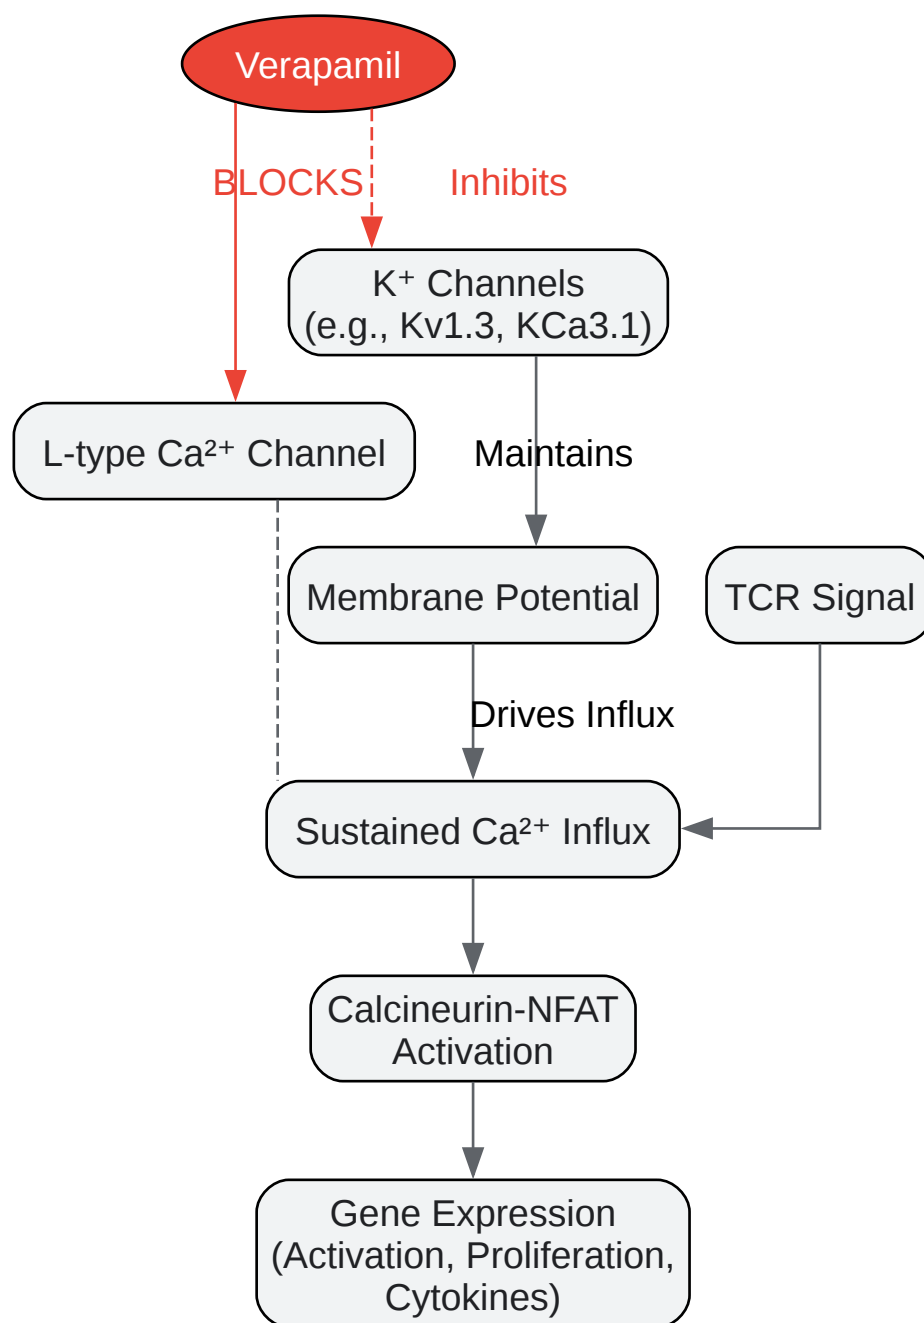 Verapamil
BLOCKS
Inhibits
K⁺ Channels
(e.g., Kv1.3, KCa3.1)
L-type Ca²⁺ Channel
Maintains
Membrane Potential
TCR Signal
Drives Influx
Sustained Ca²⁺ Influx
Calcineurin-NFAT
Activation
Gene Expression
(Activation, Proliferation,
Cytokines)